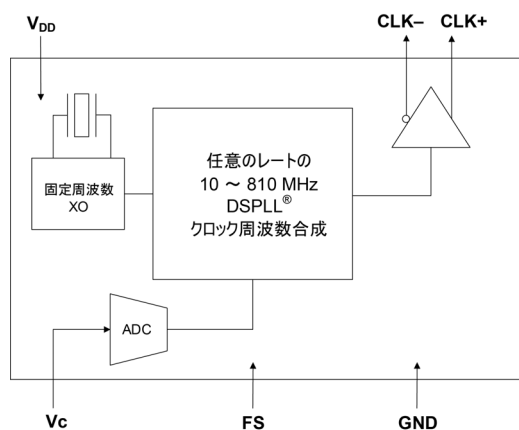 VDD
CLK–
CLK+
固定周波数
XO
任意のレートの
10 ～ 810 MHz
DSPLL®
クロック周波数合成
ADC
Vc
FS
GND